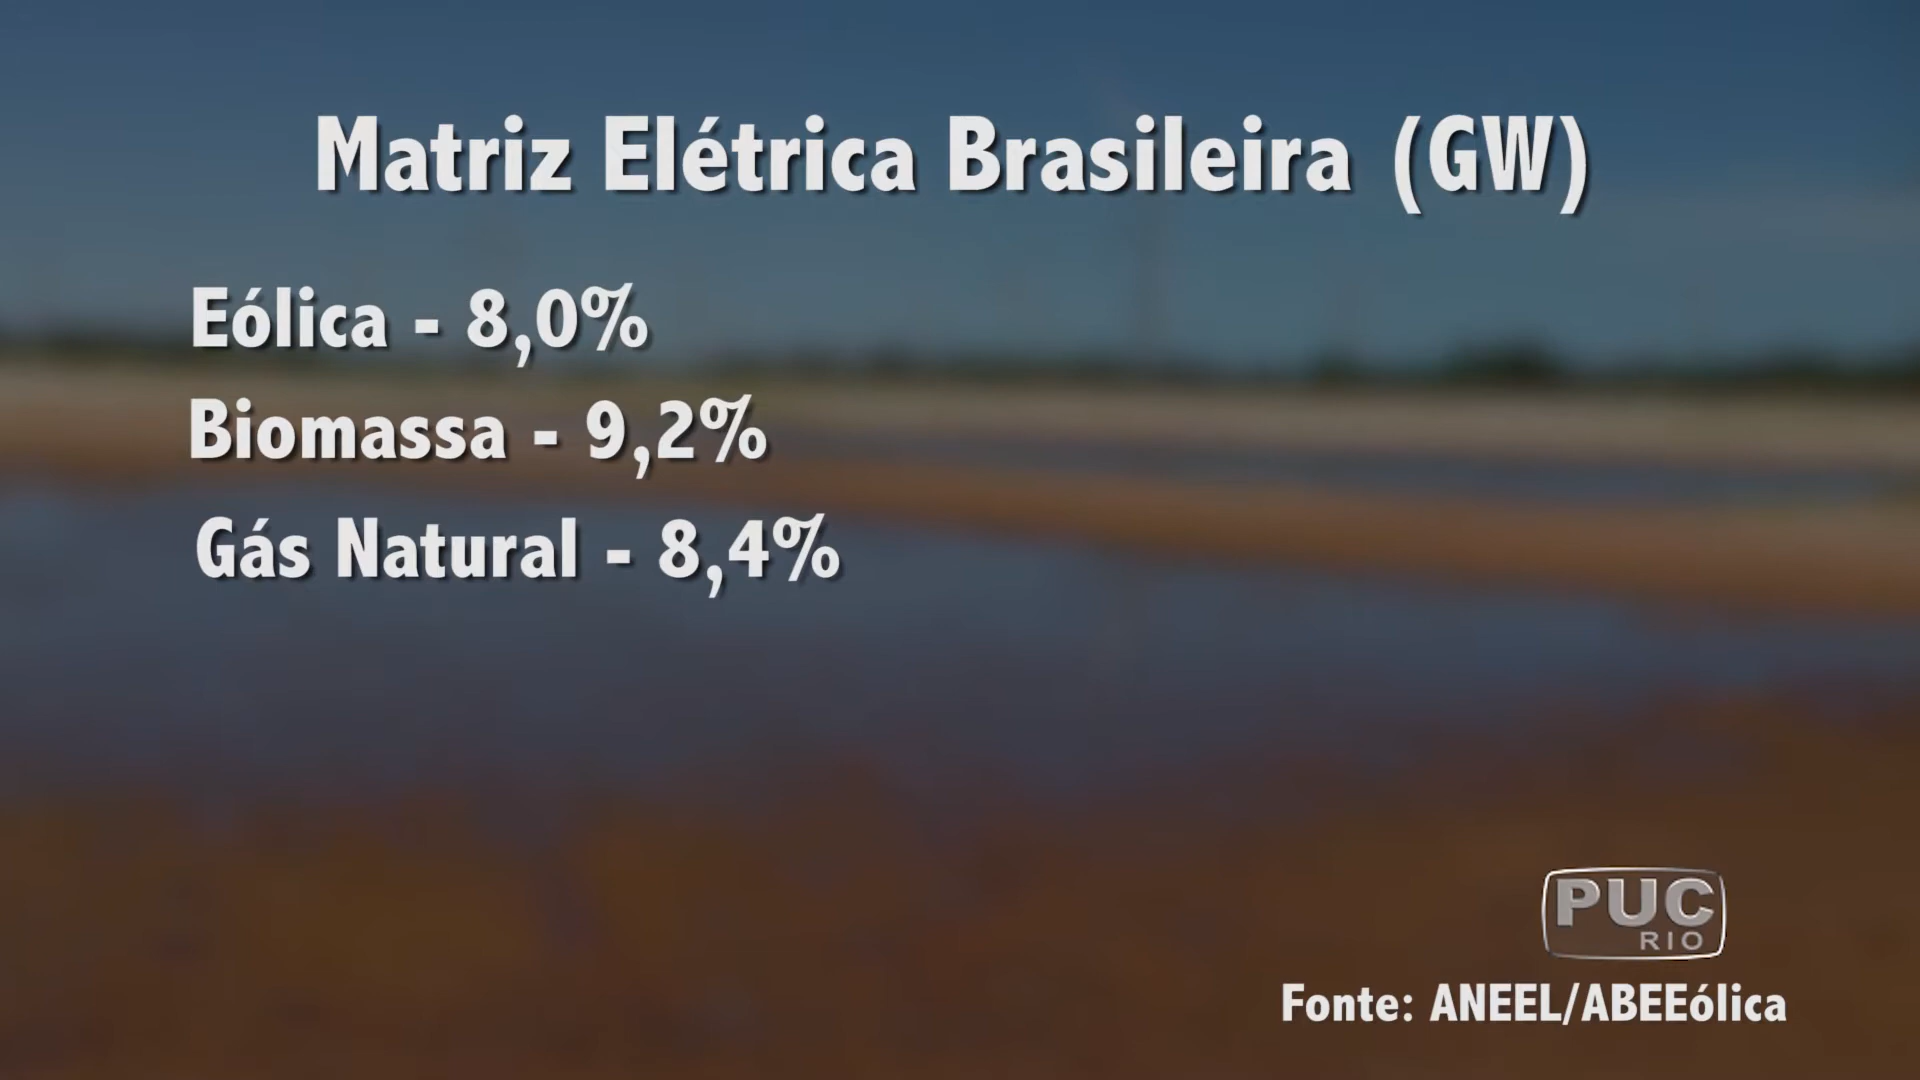 Matriz Elétrica Brasileira (GW)
Eólica - 8,0%
Biomassa - 9,2%
Gás Natural - 8,4%
PUC
RIO
Fonte: ANEEL/ABEEólica